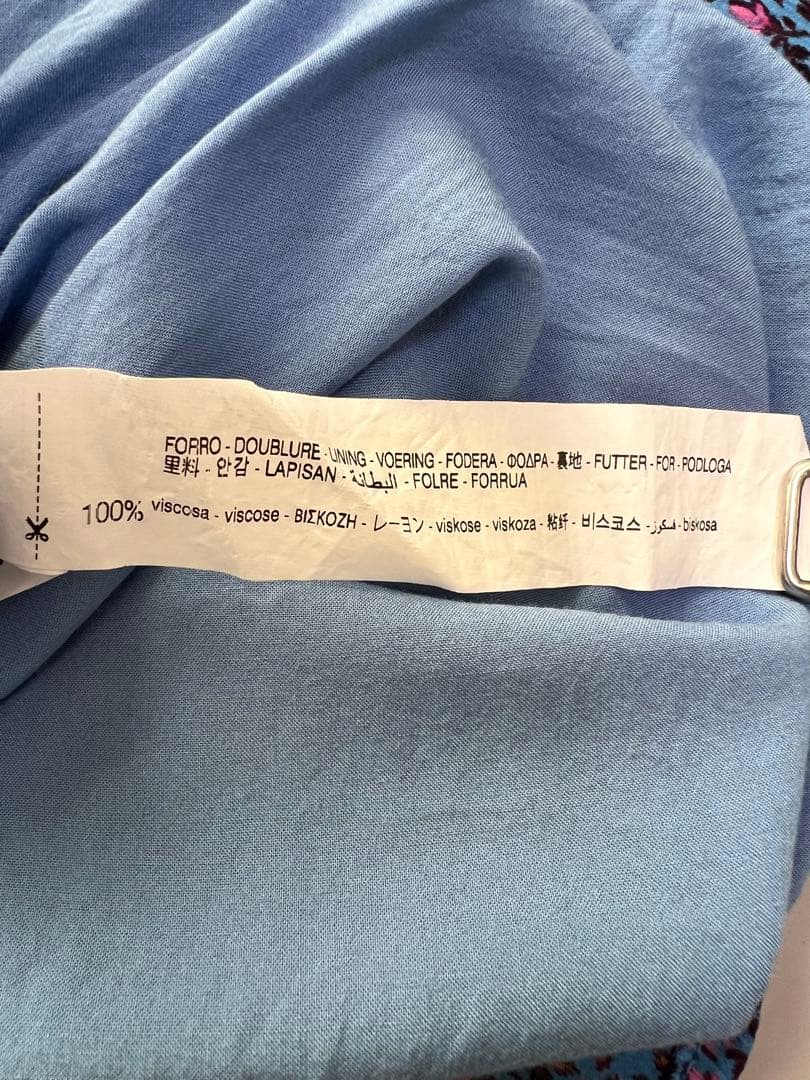 FORRO - DOUBLURE - LINING - VOERING - FODERA - ΦΟΔΡΑ - 裏地 - FUTTER - FOR - PODLOGA
里料 - 안감 - LAPISAN - البطانة - FOLRE - FORRUA
100% viscosa - viscose - ΒΙΣΚΟΖΗ - レーヨン - viskose - viskoza - 粘纤 - 비스코스 - فسكوز - biskosa